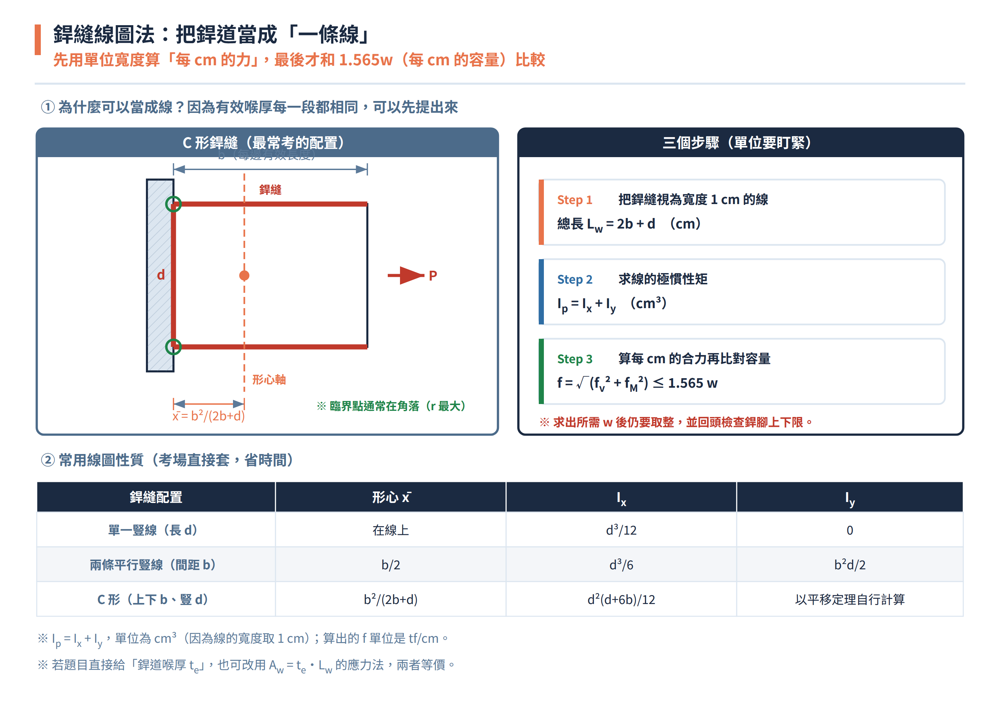 銲縫線圖法：把銲道當成「一條線」
先用單位寬度算「每 cm 的力」，最後才和 1.565w（每 cm 的容量）比較
① 為什麼可以當成線？因為有效喉厚每一段都相同，可以先提出來
C 形銲縫（最常考的配置）
b（每邊有效長度）
銲縫
d
P
形心軸
※ 臨界點通常在角落（r 最大）
x̄ = b²/(2b+d)
三個步驟（單位要盯緊）
Step 1 把銲縫視為寬度 1 cm 的線
總長 Lw = 2b + d （cm）
Step 2 求線的極慣性矩
Ip = Ix + Iy （cm³）
Step 3 算每 cm 的合力再比對容量
f = √(fv² + fM²) ≤ 1.565 w
※ 求出所需 w 後仍要取整，並回頭檢查銲腳上下限。
② 常用線圖性質（考場直接套，省時間）
銲縫配置 形心 x̄ Ix Iy
單一豎線（長 d） 在線上 d³/12 0
兩條平行豎線（間距 b） b/2 d³/6 b²d/2
C 形（上下 b、豎 d） b²/(2b+d) d²(d+6b)/12 以平移定理自行計算
※ Ip = Ix + Iy，單位為 cm³（因為線的寬度取 1 cm）；算出的 f 單位是 tf/cm。
※ 若題目直接給「銲道喉厚 te」，也可改用 Aw = te・Lw 的應力法，兩者等價。